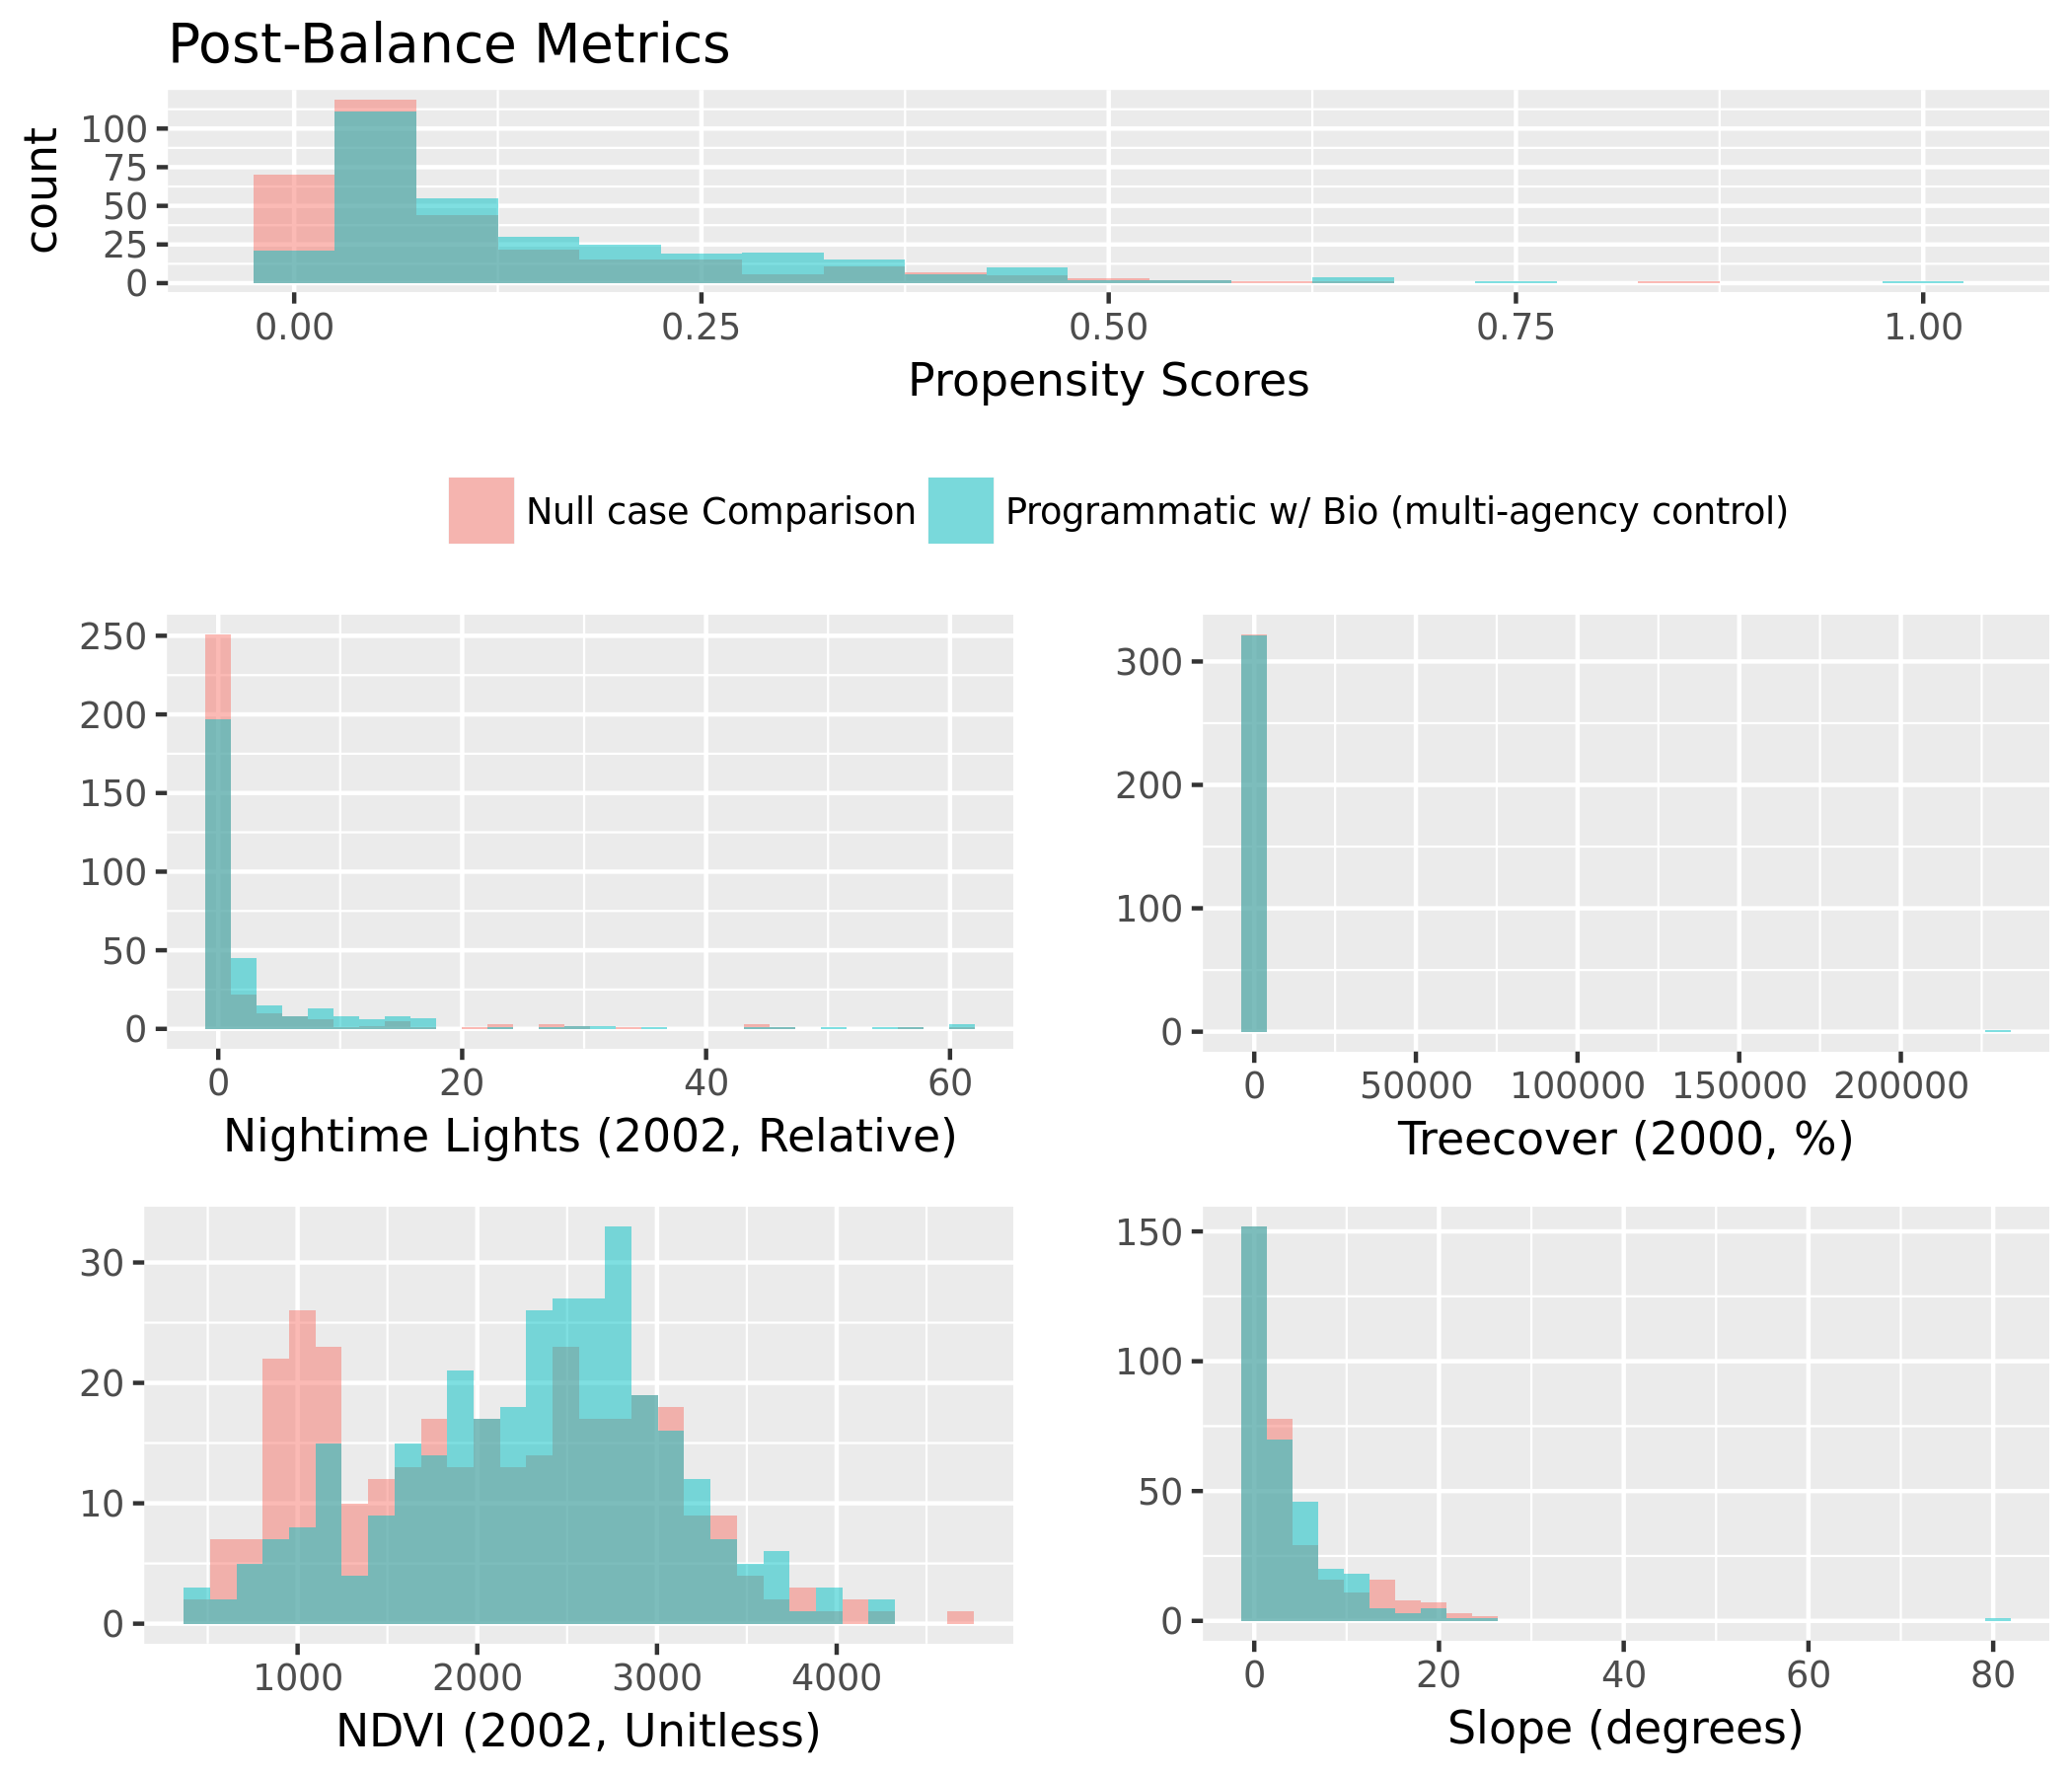 Post-Balance Metrics
count
100
75
50
25
0
0.00 0.25 0.50 0.75 1.00
Propensity Scores
Null case Comparison Programmatic w/ Bio (multi-agency control)
250
200
150
100
50
0
0 20 40 60
Nightime Lights (2002, Relative)
300
200
100
0
0 50000 100000 150000 200000
Treecover (2000, %)
30
20
10
0
1000 2000 3000 4000
NDVI (2002, Unitless)
150
100
50
0
0 20 40 60 80
Slope (degrees)